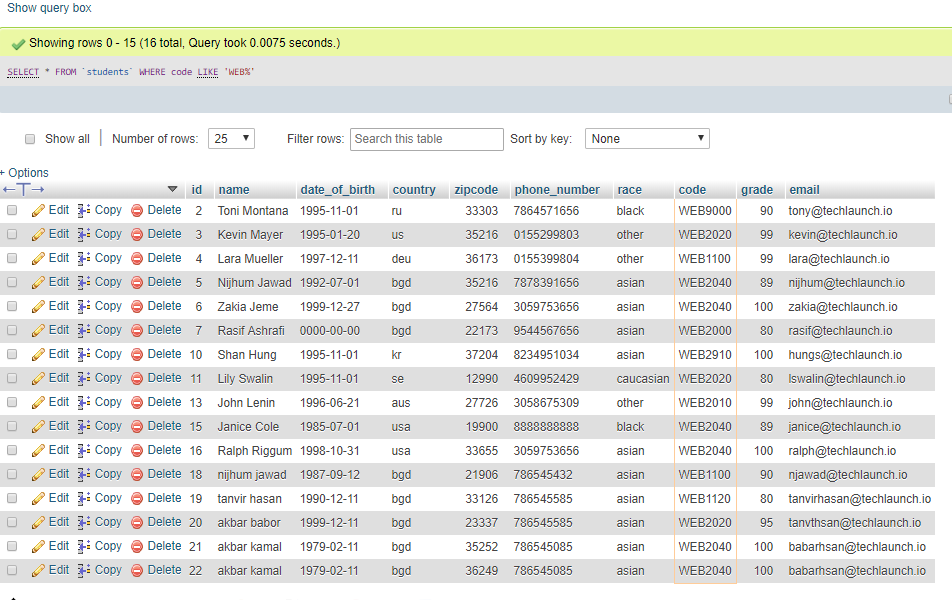 Show query box
Showing rows 0 - 15 (16 total, Query took 0.0075 seconds.)
SELECT * FROM `students` WHERE code LIKE 'WEB%'
Show all | Number of rows: 25 Filter rows: Search this table Sort by key: None
+ Options
←T→ id name date_of_birth country zipcode phone_number race code grade email
Edit Copy Delete 2 Toni Montana 1995-11-01 ru 33303 7864571656 black WEB9000 90 tony@techlaunch.io
Edit Copy Delete 3 Kevin Mayer 1995-01-20 us 35216 0155299803 other WEB2020 99 kevin@techlaunch.io
Edit Copy Delete 4 Lara Mueller 1997-12-11 deu 36173 0155399804 other WEB1100 99 lara@techlaunch.io
Edit Copy Delete 5 Nijhum Jawad 1992-07-01 bgd 35216 7878391656 asian WEB2040 89 nijhum@techlaunch.io
Edit Copy Delete 6 Zakia Jeme 1999-12-27 bgd 27564 3059753656 asian WEB2040 100 zakia@techlaunch.io
Edit Copy Delete 7 Rasif Ashrafi 0000-00-00 bgd 22173 9544567656 asian WEB2000 80 rasif@techlaunch.io
Edit Copy Delete 10 Shan Hung 1995-11-01 kr 37204 8234951034 asian WEB2910 100 hungs@techlaunch.io
Edit Copy Delete 11 Lily Swalin 1995-11-01 se 12990 4609952429 caucasian WEB2020 80 lswalin@techlaunch.io
Edit Copy Delete 13 John Lenin 1996-06-21 aus 27726 3058675309 other WEB2010 99 john@techlaunch.io
Edit Copy Delete 15 Janice Cole 1985-07-01 usa 19900 8888888888 black WEB2040 89 janice@techlaunch.io
Edit Copy Delete 16 Ralph Riggum 1998-10-31 usa 33655 3059753656 asian WEB2040 100 ralph@techlaunch.io
Edit Copy Delete 18 nijhum jawad 1987-09-12 bgd 21906 786545432 asian WEB1100 90 njawad@techlaunch.io
Edit Copy Delete 19 tanvir hasan 1990-12-11 bgd 33126 786545585 asian WEB1120 80 tanvirhasan@techlaunch.io
Edit Copy Delete 20 akbar babor 1999-12-11 bgd 23337 786545585 asian WEB2020 95 tanvthsan@techlaunch.io
Edit Copy Delete 21 akbar kamal 1979-02-11 bgd 35252 786545085 asian WEB2040 100 babarhsan@techlaunch.io
Edit Copy Delete 22 akbar kamal 1979-02-11 bgd 36249 786545085 asian WEB2040 100 babarhsan@techlaunch.io